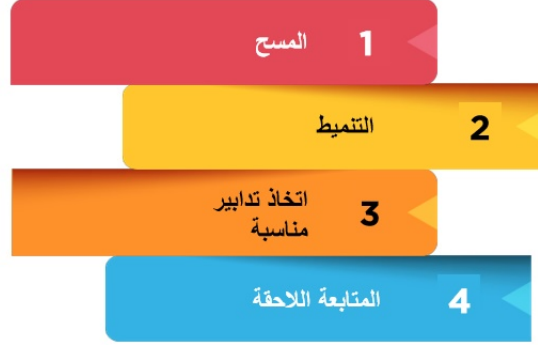 1 المسح
2 التنميط
3 اتخاذ تدابير
مناسبة
4 المتابعة اللاحقة